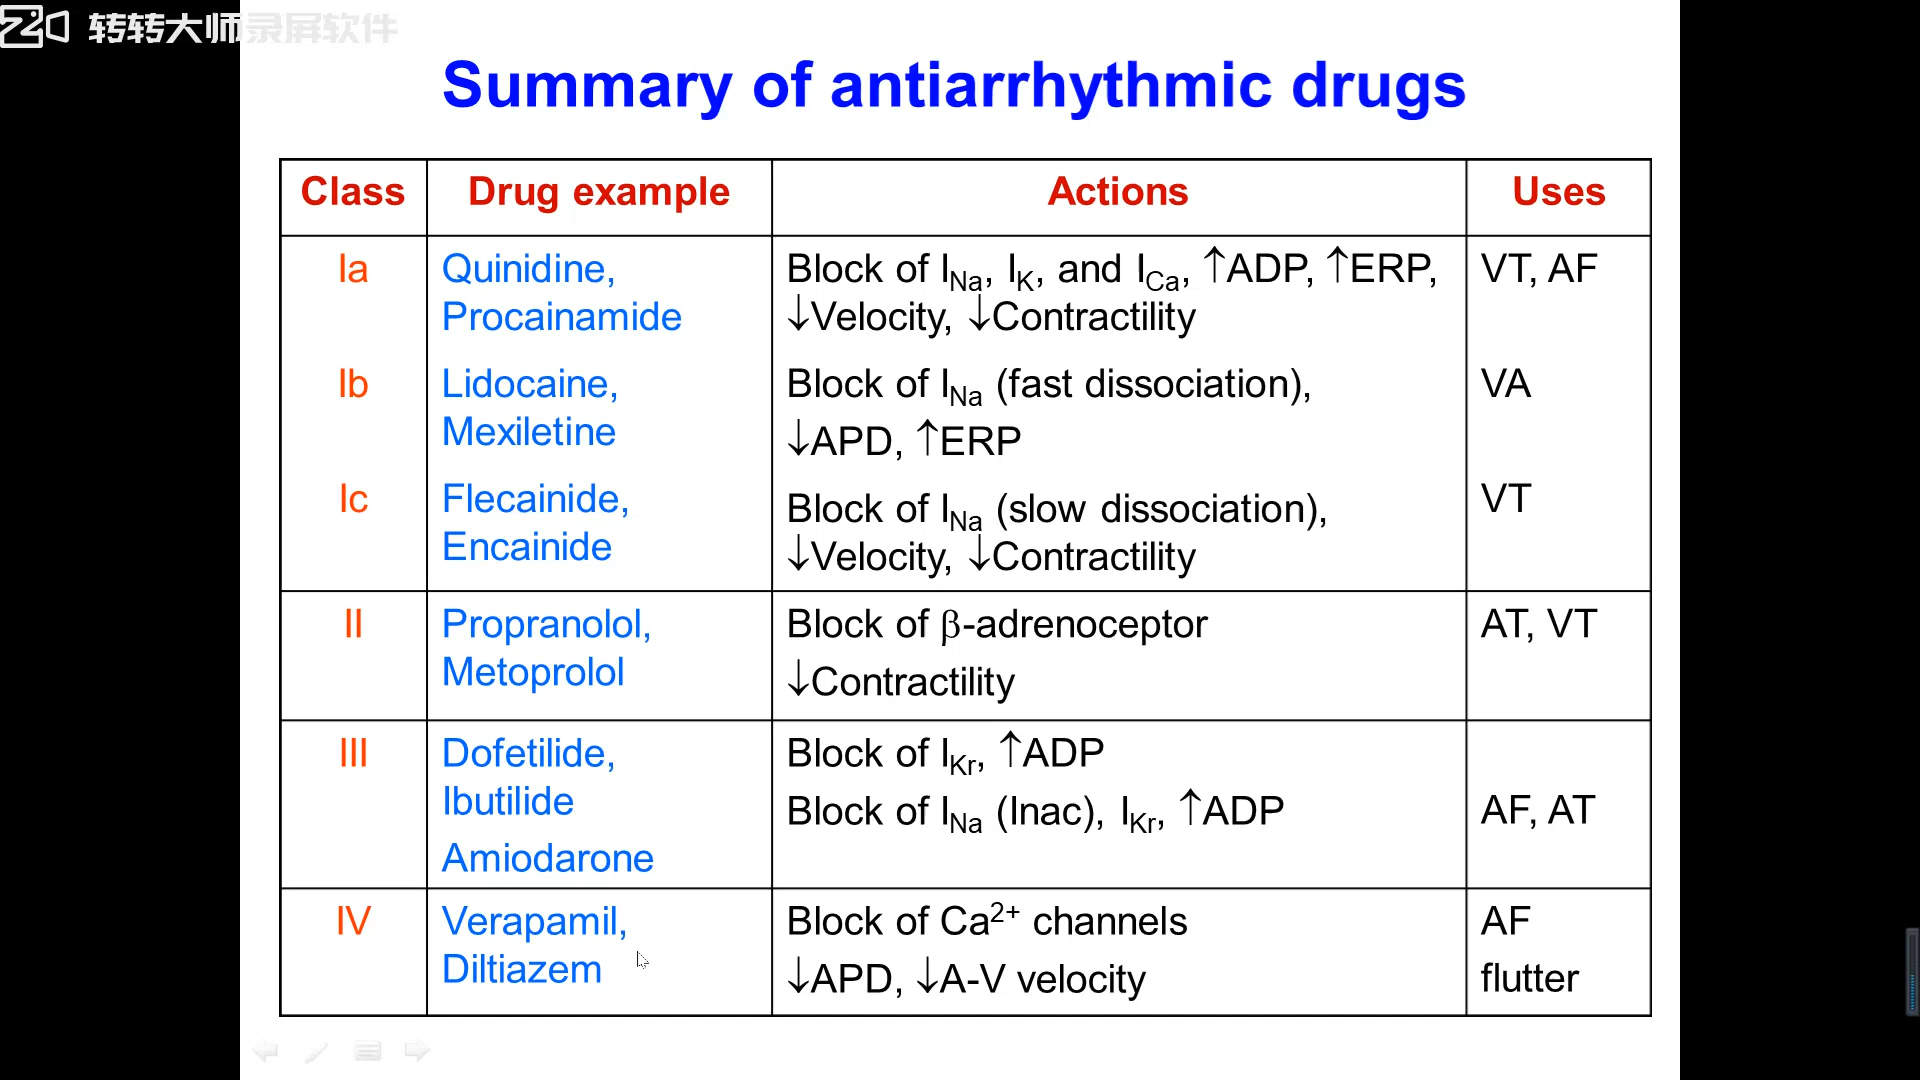 转转大师录屏软件
Summary of antiarrhythmic drugs
Class Drug example Actions Uses
Ia Quinidine, Block of INa, IK, and ICa, ↑ADP, ↑ERP, VT, AF
Procainamide ↓Velocity, ↓Contractility
Ib Lidocaine, Block of INa (fast dissociation), VA
Mexiletine ↓APD, ↑ERP
Ic Flecainide, Block of INa (slow dissociation), VT
Encainide ↓Velocity, ↓Contractility
II Propranolol, Block of β-adrenoceptor AT, VT
Metoprolol ↓Contractility
III Dofetilide, Block of IKr, ↑ADP
Ibutilide Block of INa (Inac), IKr, ↑ADP AF, AT
Amiodarone
IV Verapamil, Block of Ca2+ channels AF
Diltiazem ↓APD, ↓A-V velocity flutter